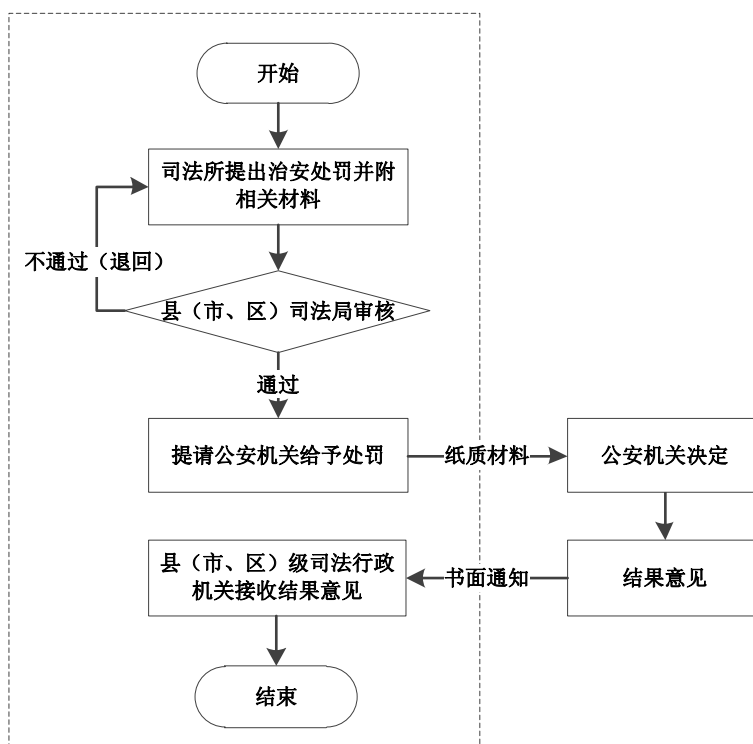 开始
司法所提出治安处罚并附
相关材料
不通过（退回）
县（市、区）司法局审核
通过
提请公安机关给予处罚
纸质材料
公安机关决定
县（市、区）级司法行政
机关接收结果意见
书面通知
结果意见
结束